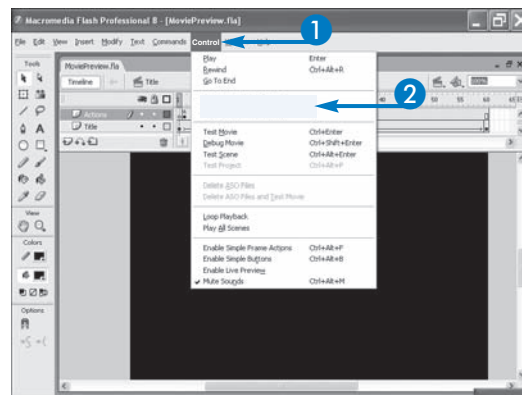 Macromedia Flash Professional 8 - [MoviePreview.fla]
File Edit View Insert Modify Text Commands Control
1
Tools
MoviePreview.fla
Timeline Title
Play Enter
Rewind Ctrl+Alt+R
Go To End
2
50 55 60 65
Actions
Title
Test Movie Ctrl+Enter
Debug Movie Ctrl+Shift+Enter
Test Scene Ctrl+Alt+Enter
Test Project Ctrl+Alt+P
Delete ASO Files
Delete ASO Files and Test Movie
View
Loop Playback
Play All Scenes
Colors
Enable Simple Frame Actions Ctrl+Alt+F
Enable Simple Buttons Ctrl+Alt+B
Enable Live Preview
Mute Sounds Ctrl+Alt+M
Options